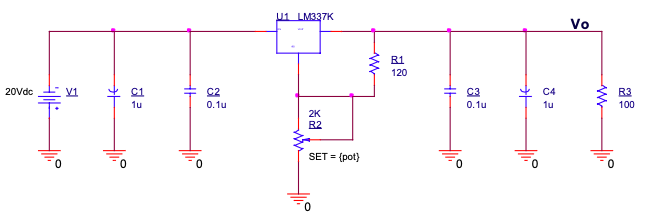 U1 LM337K
Vo
R1
120
20Vdc
V1
C1
1u
C2
0.1u
C3
0.1u
C4
1u
R3
100
2K
R2
SET = {pot}
0
0
0
0
0
0
0